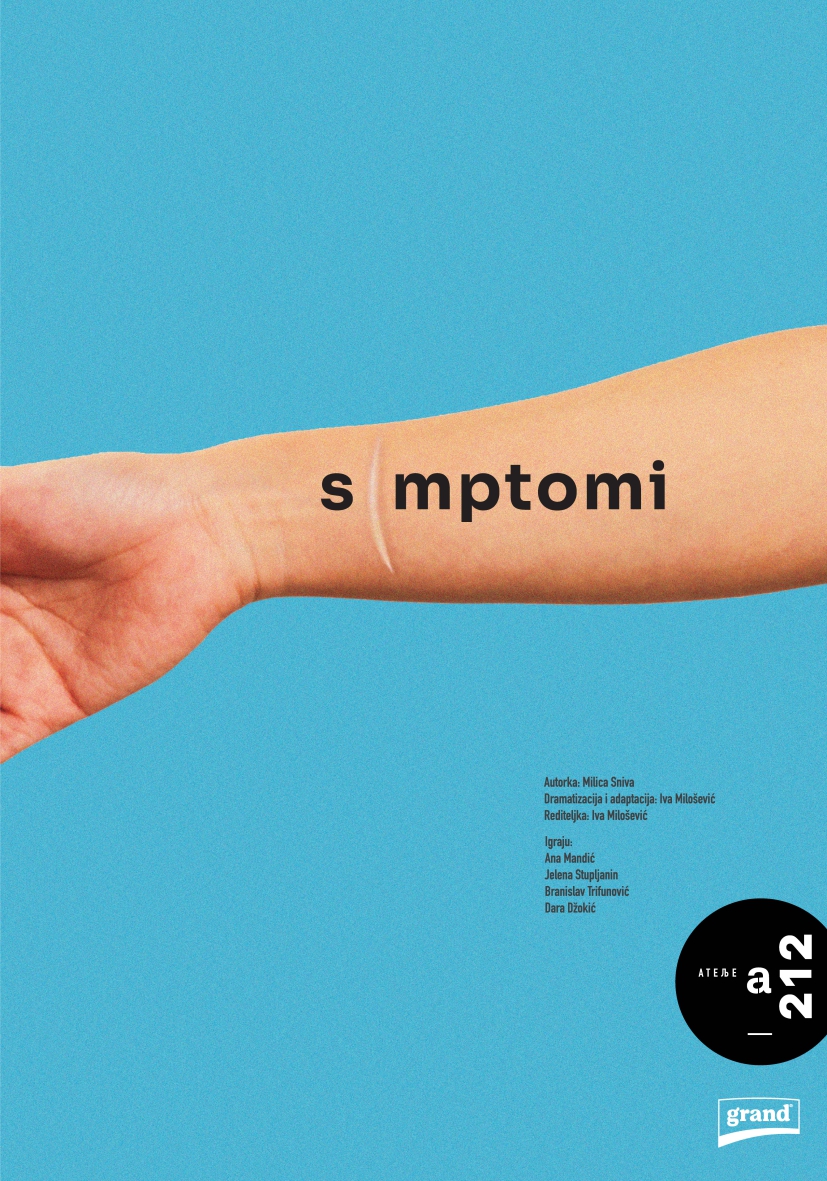 s mptomi
Autorka: Milica Sniva
Dramatizacija i adaptacija: Iva Milošević
Rediteljka: Iva Milošević
Igraju:
Ana Mandić
Jelena Stupljanin
Branislav Trifunović
Dara Džokić
АТЕЉЕ a 212
grand